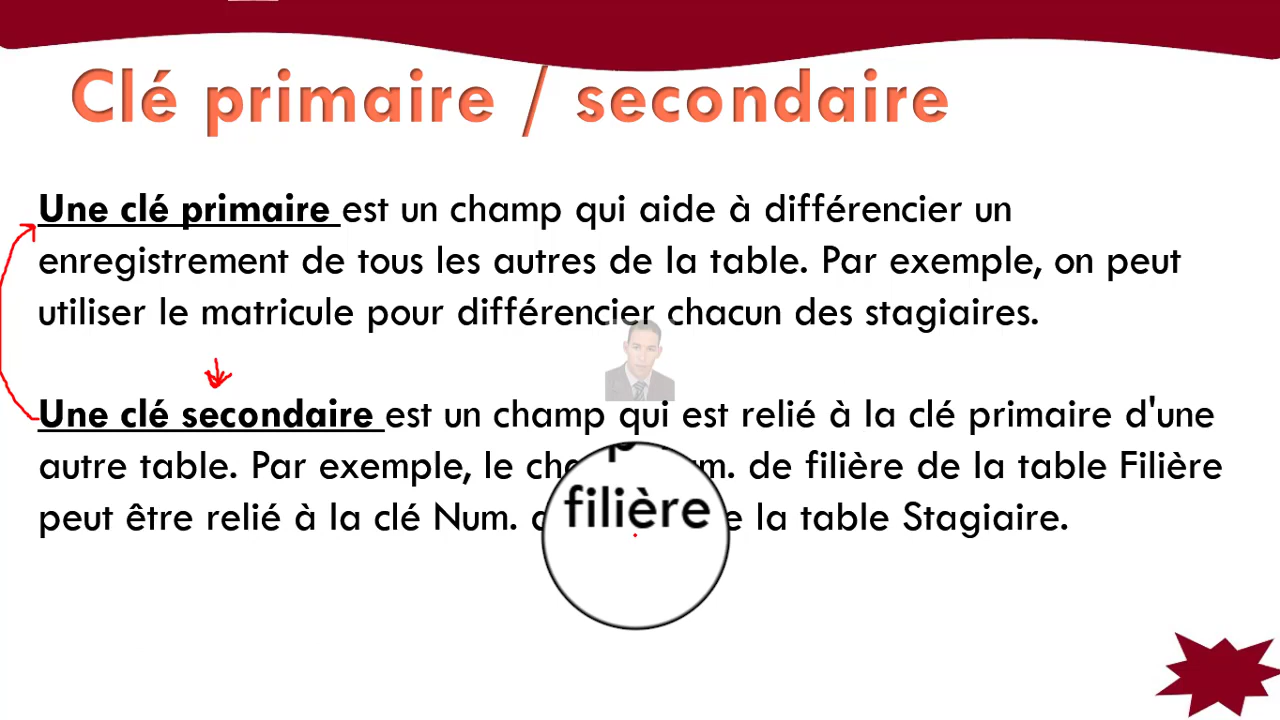 Clé primaire / secondaire
Une clé primaire est un champ qui aide à différencier un
enregistrement de tous les autres de la table. Par exemple, on peut
utiliser le matricule pour différencier chacun des stagiaires.
Une clé secondaire est un champ qui est relié à la clé primaire d'une
autre table. Par exemple, le de filière de la table Filière
peut être relié à la clé Num. filière la table Stagiaire.